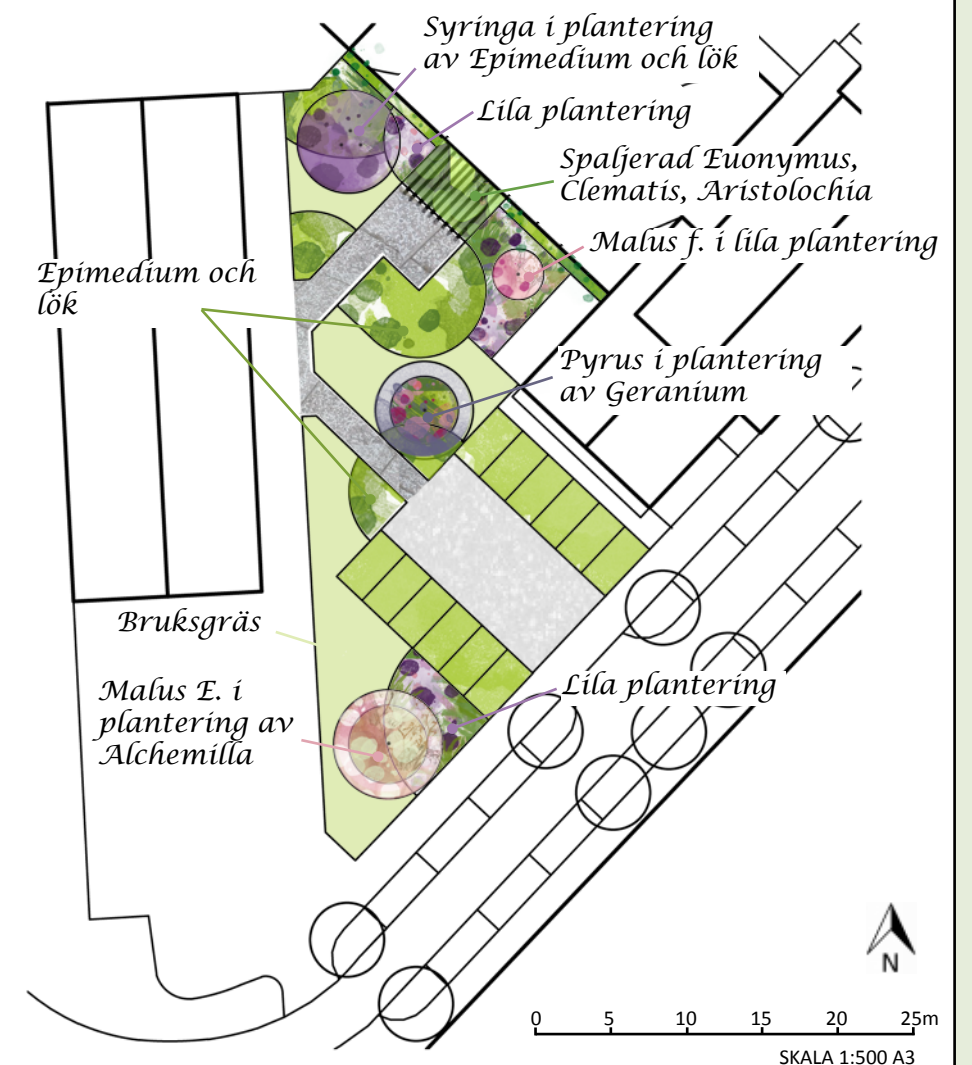 Syringa i plantering
av Epimedium och lök
Lila plantering
Spaljerad Euonymus,
Clematis, Aristolochia
Malus f. i lila plantering
Epimedium och
lök
Pyrus i plantering
av Geranium
Bruksgräs
Malus E. i
plantering av
Alchemilla
Lila plantering
N
0 5 10 15 20 25m
SKALA 1:500 A3